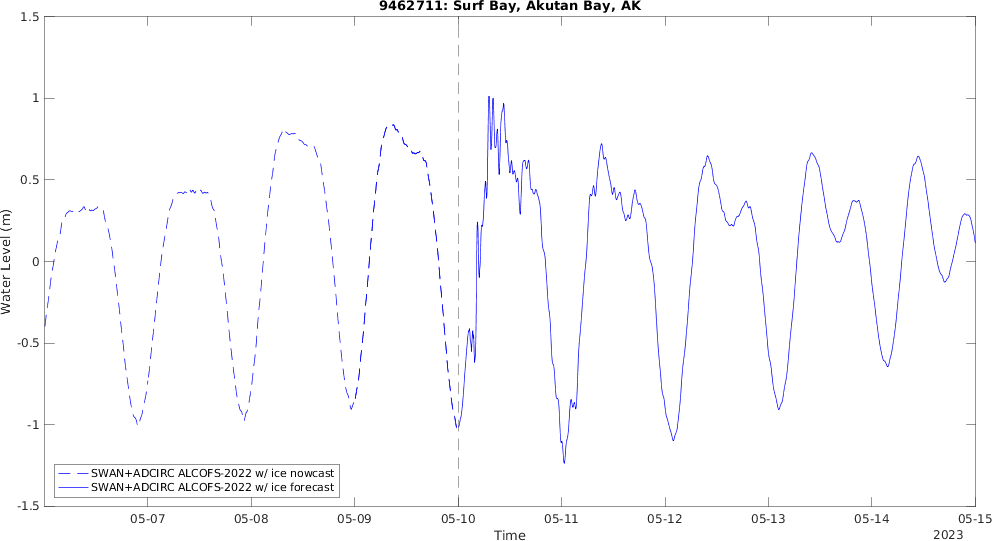 9462711: Surf Bay, Akutan Bay, AK
1.5
1
0.5
0
-0.5
-1
-1.5
Water Level (m)
SWAN+ADCIRC ALCOFS-2022 w/ ice nowcast
SWAN+ADCIRC ALCOFS-2022 w/ ice forecast
05-07 05-08 05-09 05-10 05-11 05-12 05-13 05-14 05-15
Time
2023